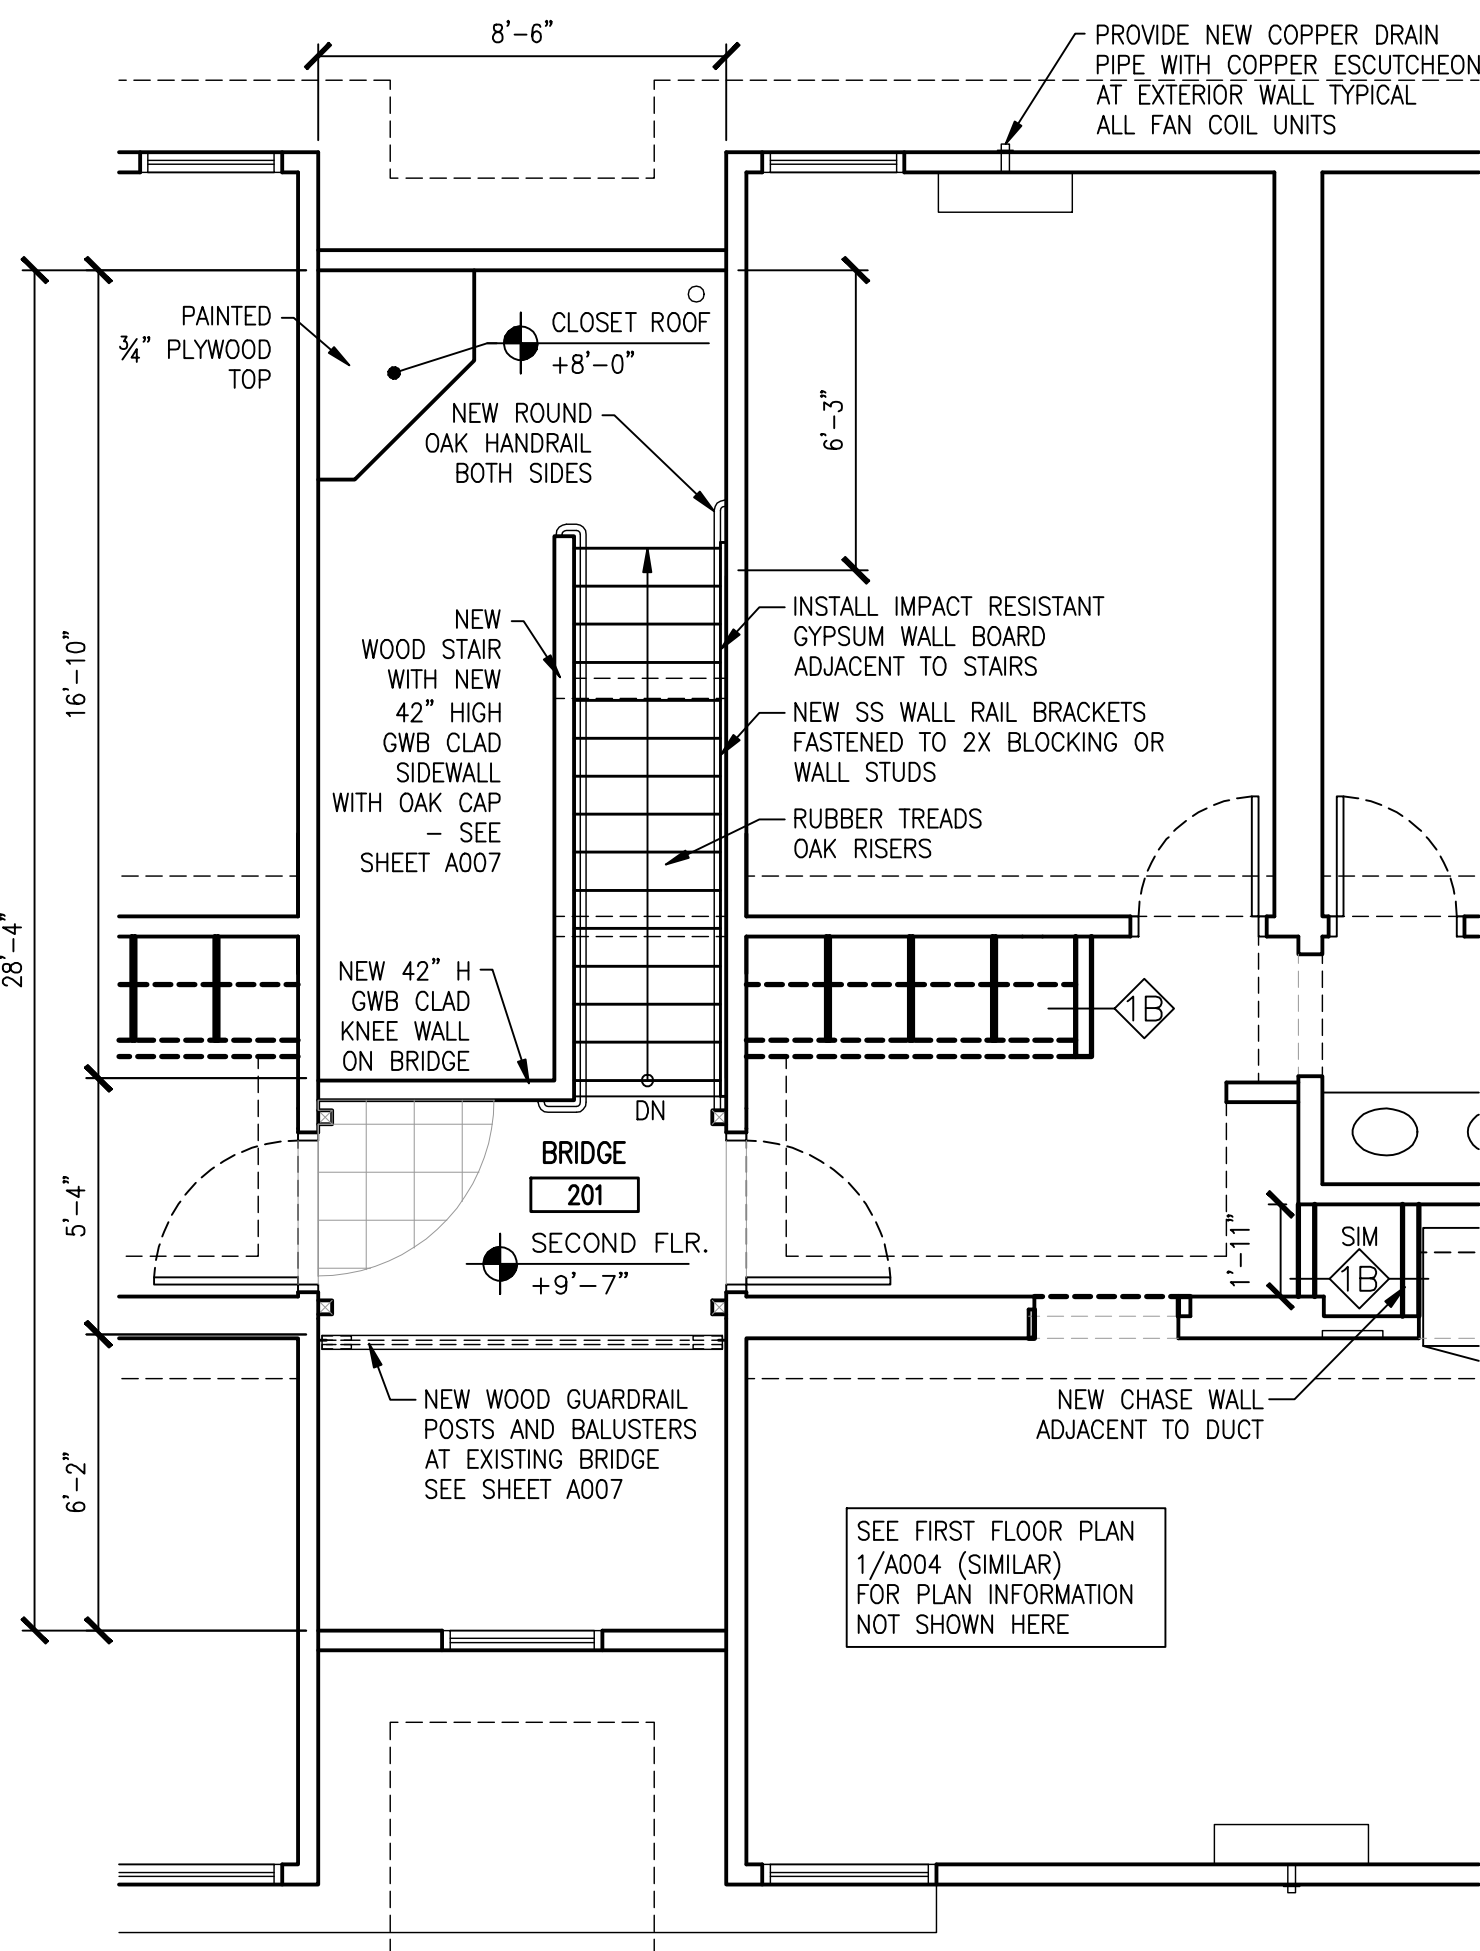 8'-6"
PROVIDE NEW COPPER DRAIN
PIPE WITH COPPER ESCUTCHEON
AT EXTERIOR WALL TYPICAL
ALL FAN COIL UNITS
PAINTED
¾" PLYWOOD
TOP
CLOSET ROOF
+8'-0"
NEW ROUND
OAK HANDRAIL
BOTH SIDES
6'-3"
NEW
WOOD STAIR
WITH NEW
42" HIGH
GWB CLAD
SIDEWALL
WITH OAK CAP
- SEE
SHEET A007
INSTALL IMPACT RESISTANT
GYPSUM WALL BOARD
ADJACENT TO STAIRS
NEW SS WALL RAIL BRACKETS
FASTENED TO 2X BLOCKING OR
WALL STUDS
RUBBER TREADS
OAK RISERS
16'-10"
28'-4"
NEW 42" H
GWB CLAD
KNEE WALL
ON BRIDGE
1B
DN
BRIDGE
201
SECOND FLR.
+9'-7"
5'-4"
1'-11"
SIM
1B
NEW WOOD GUARDRAIL
POSTS AND BALUSTERS
AT EXISTING BRIDGE
SEE SHEET A007
NEW CHASE WALL
ADJACENT TO DUCT
6'-2"
SEE FIRST FLOOR PLAN
1/A004 (SIMILAR)
FOR PLAN INFORMATION
NOT SHOWN HERE